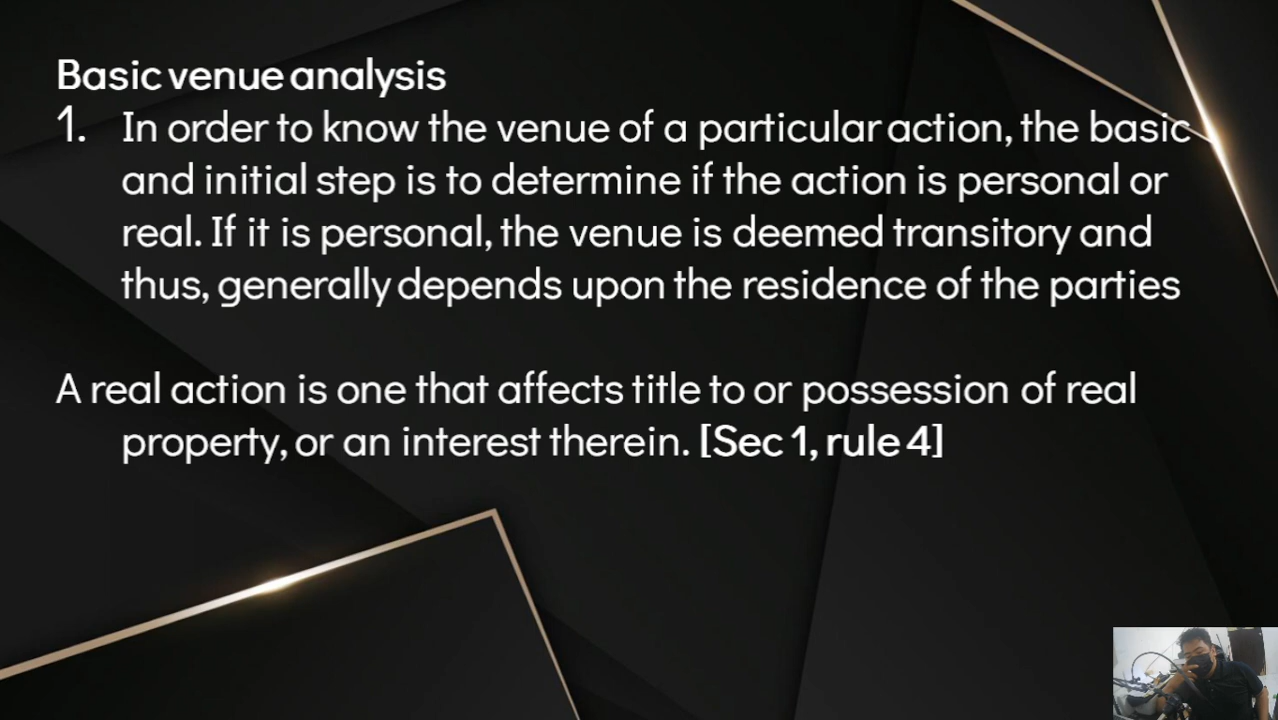 Basic venue analysis
1. In order to know the venue of a particular action, the basic
and initial step is to determine if the action is personal or
real. If it is personal, the venue is deemed transitory and
thus, generally depends upon the residence of the parties
A real action is one that affects title to or possession of real
property, or an interest therein. [Sec 1, rule 4]